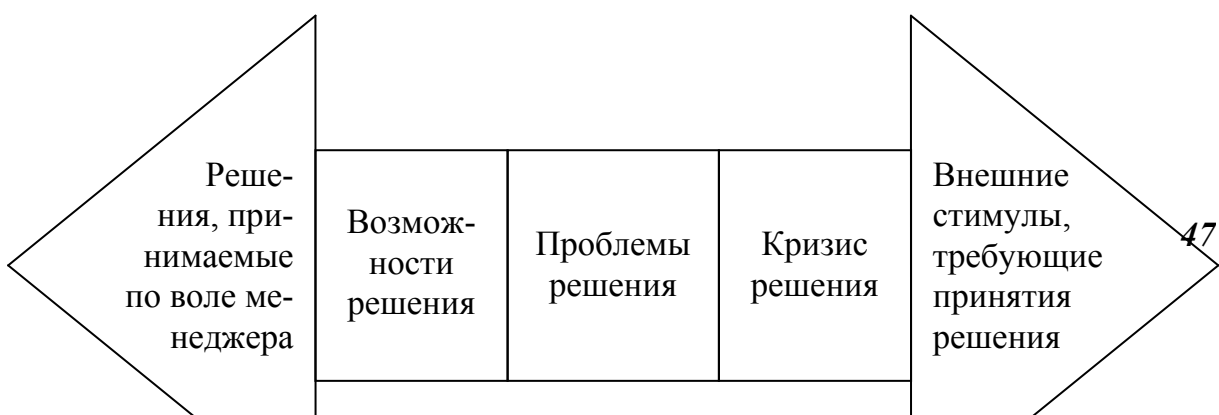 Реше-
ния, при-
нимаемые
по воле ме-
неджера
Возмож-
ности
решения
Проблемы
решения
Кризис
решения
Внешние
стимулы,
требующие
принятия
решения
47